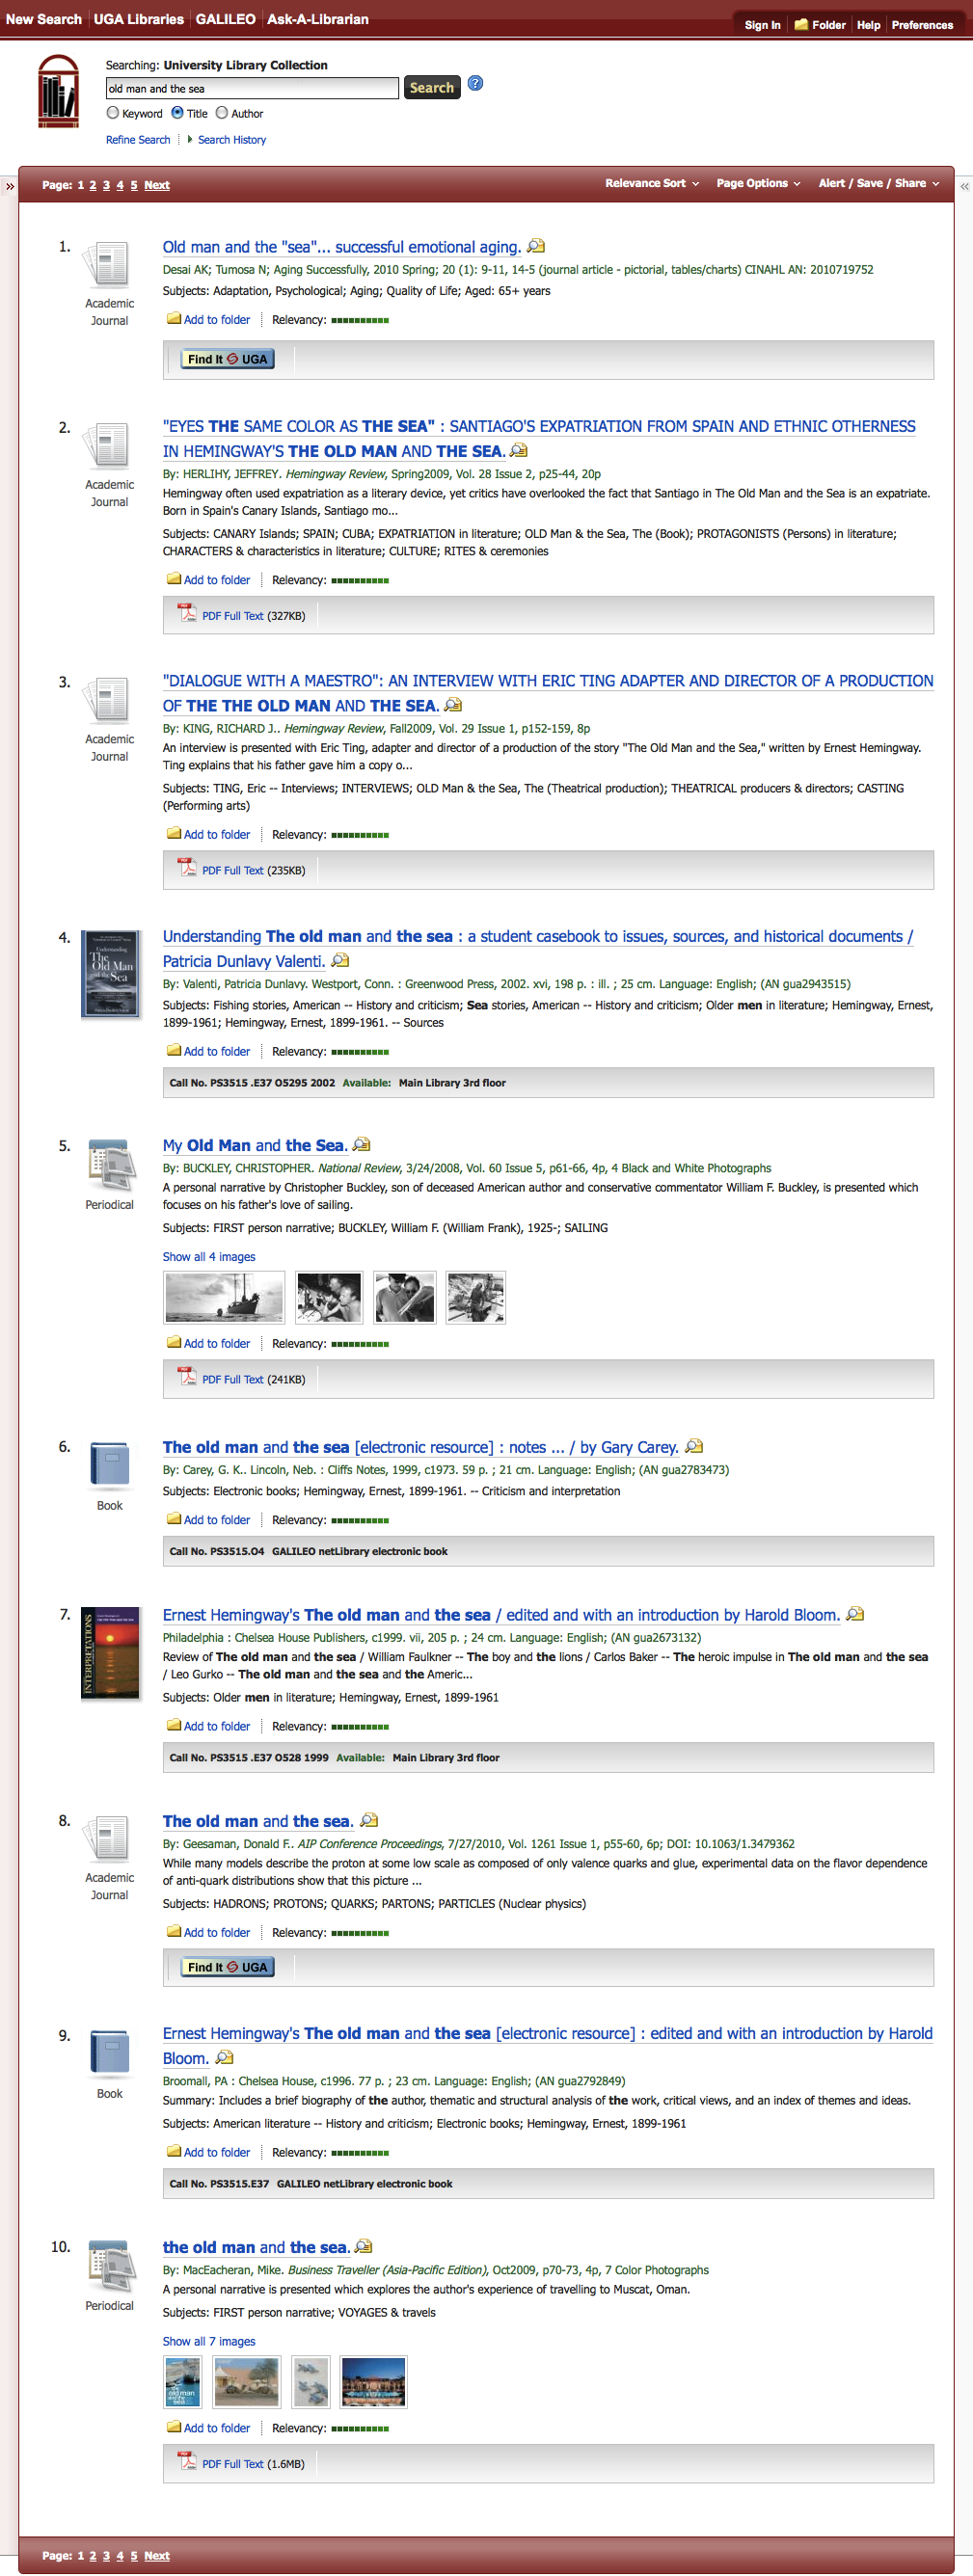 New Search UGA Libraries GALILEO Ask-A-Librarian
Sign In Folder Help Preferences
Searching: University Library Collection
old man and the sea Search ?
Keyword Title Author
Refine Search Search History
» Page: 1 2 3 4 5 Next Relevance Sort Page Options Alert / Save / Share «
1. Old man and the "sea"... successful emotional aging.
Desai AK; Tumosa N; Aging Successfully, 2010 Spring; 20 (1): 9-11, 14-5 (journal article - pictorial, tables/charts) CINAHL AN: 2010719752
Subjects: Adaptation, Psychological; Aging; Quality of Life; Aged: 65+ years
Academic
Journal
Add to folder Relevancy:
Find It UGA
2. "EYES THE SAME COLOR AS THE SEA" : SANTIAGO'S EXPATRIATION FROM SPAIN AND ETHNIC OTHERNESS
IN HEMINGWAY'S THE OLD MAN AND THE SEA.
By: HERLIHY, JEFFREY. Hemingway Review, Spring2009, Vol. 28 Issue 2, p25-44, 20p
Academic
Journal
Hemingway often used expatriation as a literary device, yet critics have overlooked the fact that Santiago in The Old Man and the Sea is an expatriate.
Born in Spain's Canary Islands, Santiago mo...
Subjects: CANARY Islands; SPAIN; CUBA; EXPATRIATION in literature; OLD Man & the Sea, The (Book); PROTAGONISTS (Persons) in literature;
CHARACTERS & characteristics in literature; CULTURE; RITES & ceremonies
Add to folder Relevancy:
PDF Full Text (327KB)
3. "DIALOGUE WITH A MAESTRO": AN INTERVIEW WITH ERIC TING ADAPTER AND DIRECTOR OF A PRODUCTION
OF THE THE OLD MAN AND THE SEA.
By: KING, RICHARD J.. Hemingway Review, Fall2009, Vol. 29 Issue 1, p152-159, 8p
Academic
Journal
An interview is presented with Eric Ting, adapter and director of a production of the story "The Old Man and the Sea," written by Ernest Hemingway.
Ting explains that his father gave him a copy o...
Subjects: TING, Eric -- Interviews; INTERVIEWS; OLD Man & the Sea, The (Theatrical production); THEATRICAL producers & directors; CASTING
(Performing arts)
Add to folder Relevancy:
PDF Full Text (235KB)
4. Understanding The old man and the sea : a student casebook to issues, sources, and historical documents /
Patricia Dunlavy Valenti.
Understanding
The
Old Man
and the
Sea
By: Valenti, Patricia Dunlavy. Westport, Conn. : Greenwood Press, 2002. xvi, 198 p. : ill. ; 25 cm. Language: English; (AN gua2943515)
Subjects: Fishing stories, American -- History and criticism; Sea stories, American -- History and criticism; Older men in literature; Hemingway, Ernest,
1899-1961; Hemingway, Ernest, 1899-1961. -- Sources
Add to folder Relevancy:
Call No. PS3515 .E37 O5295 2002 Available: Main Library 3rd floor
5. My Old Man and the Sea.
By: BUCKLEY, CHRISTOPHER. National Review, 3/24/2008, Vol. 60 Issue 5, p61-66, 4p, 4 Black and White Photographs
Periodical
A personal narrative by Christopher Buckley, son of deceased American author and conservative commentator William F. Buckley, is presented which
focuses on his father's love of sailing.
Subjects: FIRST person narrative; BUCKLEY, William F. (William Frank), 1925-; SAILING
Show all 4 images
Add to folder Relevancy:
PDF Full Text (241KB)
6. The old man and the sea [electronic resource] : notes ... / by Gary Carey.
By: Carey, G. K.. Lincoln, Neb. : Cliffs Notes, 1999, c1973. 59 p. ; 21 cm. Language: English; (AN gua2783473)
Subjects: Electronic books; Hemingway, Ernest, 1899-1961. -- Criticism and interpretation
Book
Add to folder Relevancy:
Call No. PS3515.O4 GALILEO netLibrary electronic book
7. Ernest Hemingway's The old man and the sea / edited and with an introduction by Harold Bloom.
INTERPRETATIONS
Philadelphia : Chelsea House Publishers, c1999. vii, 205 p. ; 24 cm. Language: English; (AN gua2673132)
Review of The old man and the sea / William Faulkner -- The boy and the lions / Carlos Baker -- The heroic impulse in The old man and the sea
/ Leo Gurko -- The old man and the sea and the Americ...
Subjects: Older men in literature; Hemingway, Ernest, 1899-1961
Add to folder Relevancy:
Call No. PS3515 .E37 O528 1999 Available: Main Library 3rd floor
8. The old man and the sea.
By: Geesaman, Donald F.. AIP Conference Proceedings, 7/27/2010, Vol. 1261 Issue 1, p55-60, 6p; DOI: 10.1063/1.3479362
Academic
Journal
While many models describe the proton at some low scale as composed of only valence quarks and glue, experimental data on the flavor dependence
of anti-quark distributions show that this picture ...
Subjects: HADRONS; PROTONS; QUARKS; PARTONS; PARTICLES (Nuclear physics)
Add to folder Relevancy:
Find It UGA
9. Ernest Hemingway's The old man and the sea [electronic resource] : edited and with an introduction by Harold
Bloom.
Broomall, PA : Chelsea House, c1996. 77 p. ; 23 cm. Language: English; (AN gua2792849)
Book
Summary: Includes a brief biography of the author, thematic and structural analysis of the work, critical views, and an index of themes and ideas.
Subjects: American literature -- History and criticism; Electronic books; Hemingway, Ernest, 1899-1961
Add to folder Relevancy:
Call No. PS3515.E37 GALILEO netLibrary electronic book
10. the old man and the sea.
By: MacEacheran, Mike. Business Traveller (Asia-Pacific Edition), Oct2009, p70-73, 4p, 7 Color Photographs
Periodical
A personal narrative is presented which explores the author's experience of travelling to Muscat, Oman.
Subjects: FIRST person narrative; VOYAGES & travels
Show all 7 images
old man
and the
sea
Add to folder Relevancy:
PDF Full Text (1.6MB)
Page: 1 2 3 4 5 Next